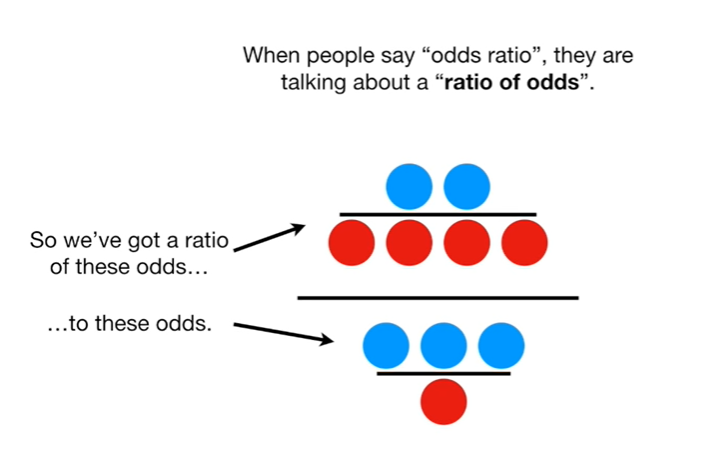 When people say “odds ratio”, they are
talking about a “ratio of odds”.
So we’ve got a ratio
of these odds…
…to these odds.